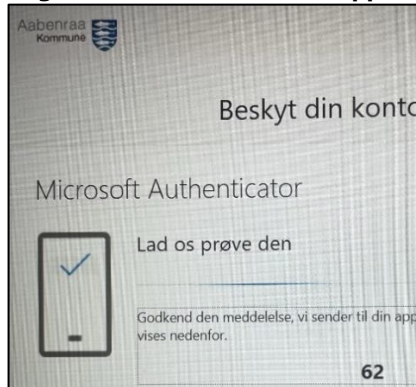 Aabenraa
Kommune
Beskyt din konto
Microsoft Authenticator
Lad os prøve den
Godkend den meddelelse, vi sender til din app
vises nedenfor.
62